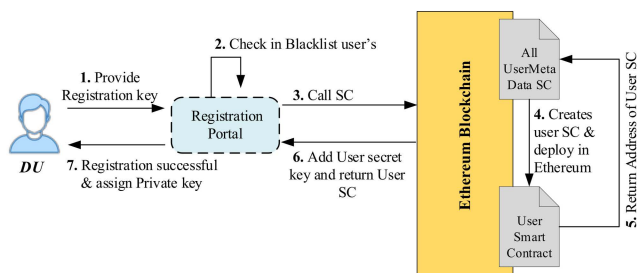 2. Check in Blacklist user's
1. Provide
Registration key
3. Call SC
Registration
Portal
DU
7. Registration successful
& assign Private key
6. Add User secret
key and return User
SC
Ethereum Blockchain
All
UserMeta
Data SC
4. Creates
user SC &
deploy in
Ethereum
User
Smart
Contract
5. Return Address of User SC